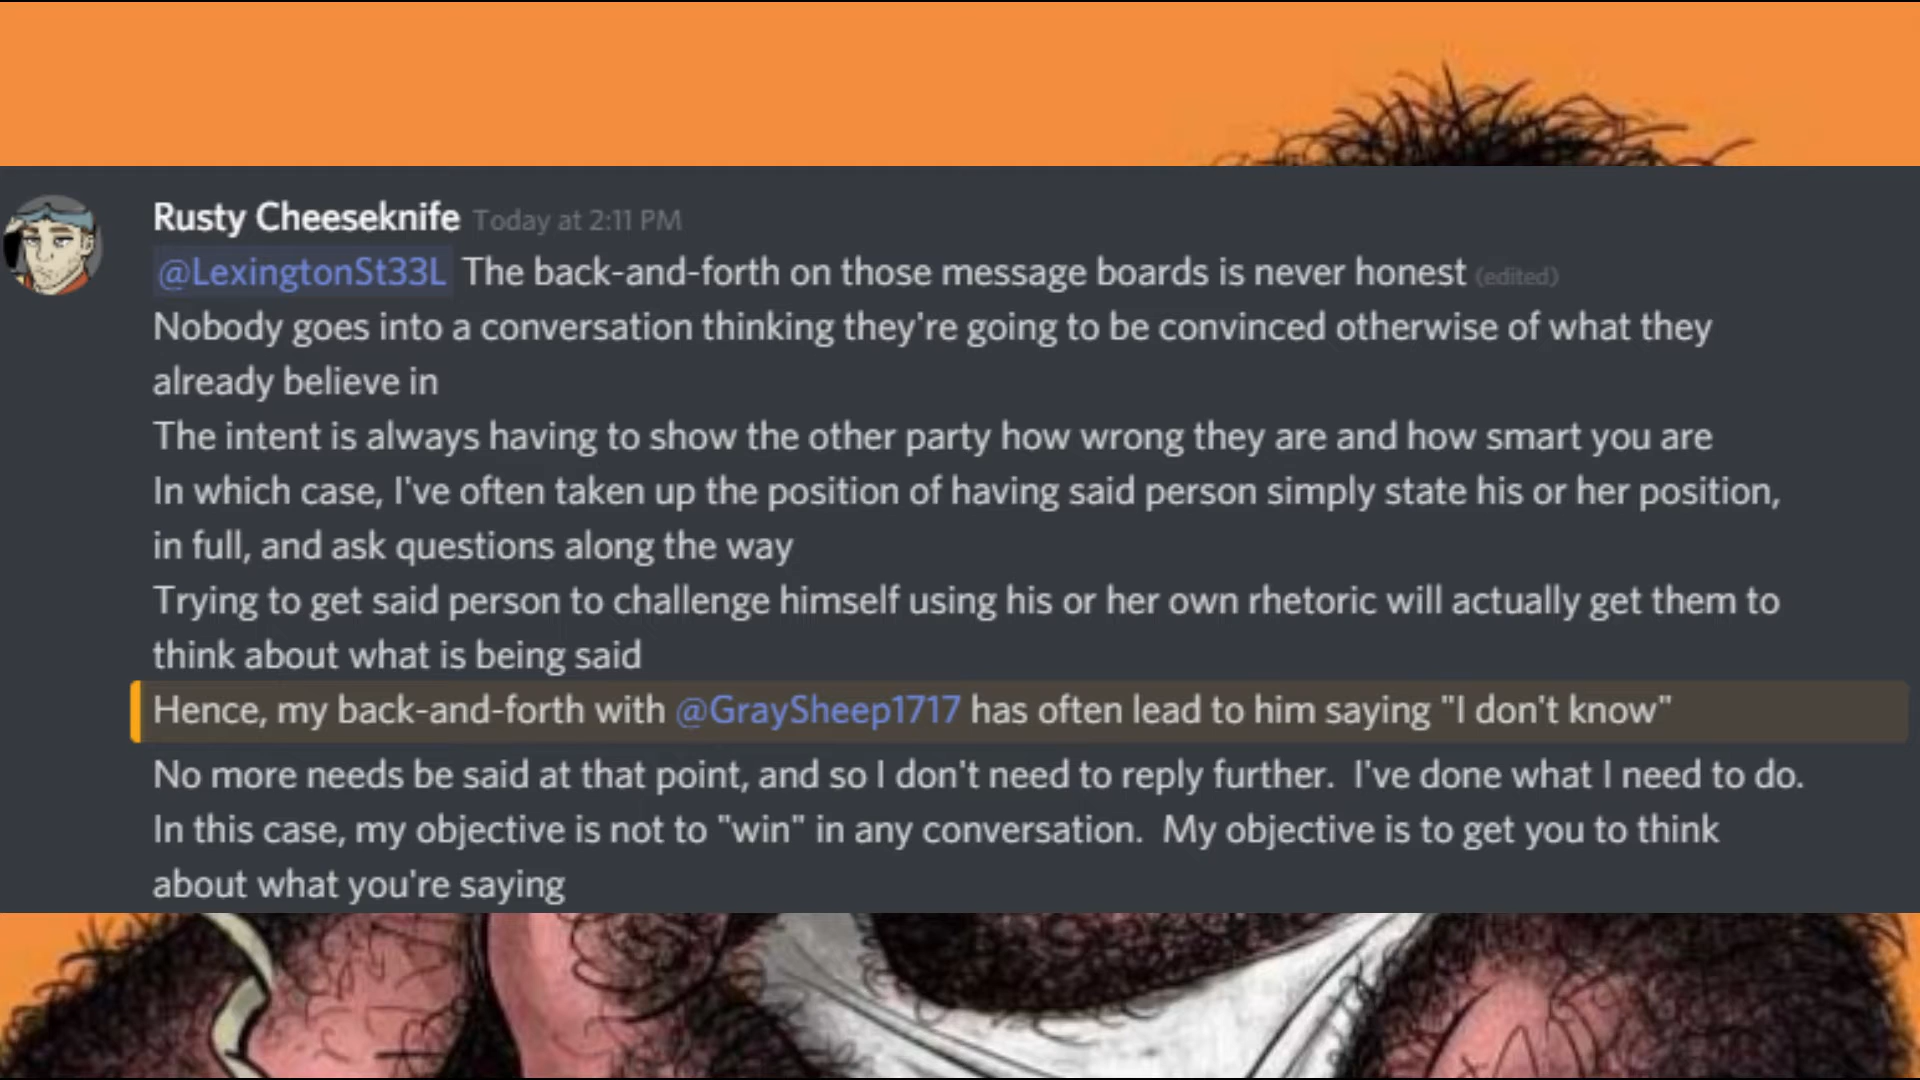 Rusty Cheeseknife Today at 2:11 PM
@LexingtonSt33L The back-and-forth on those message boards is never honest (edited)
Nobody goes into a conversation thinking they're going to be convinced otherwise of what they
already believe in
The intent is always having to show the other party how wrong they are and how smart you are
In which case, I've often taken up the position of having said person simply state his or her position,
in full, and ask questions along the way
Trying to get said person to challenge himself using his or her own rhetoric will actually get them to
think about what is being said
Hence, my back-and-forth with @GraySheep1717 has often lead to him saying "I don't know"
No more needs be said at that point, and so I don't need to reply further.  I've done what I need to do.
In this case, my objective is not to "win" in any conversation.  My objective is to get you to think
about what you're saying